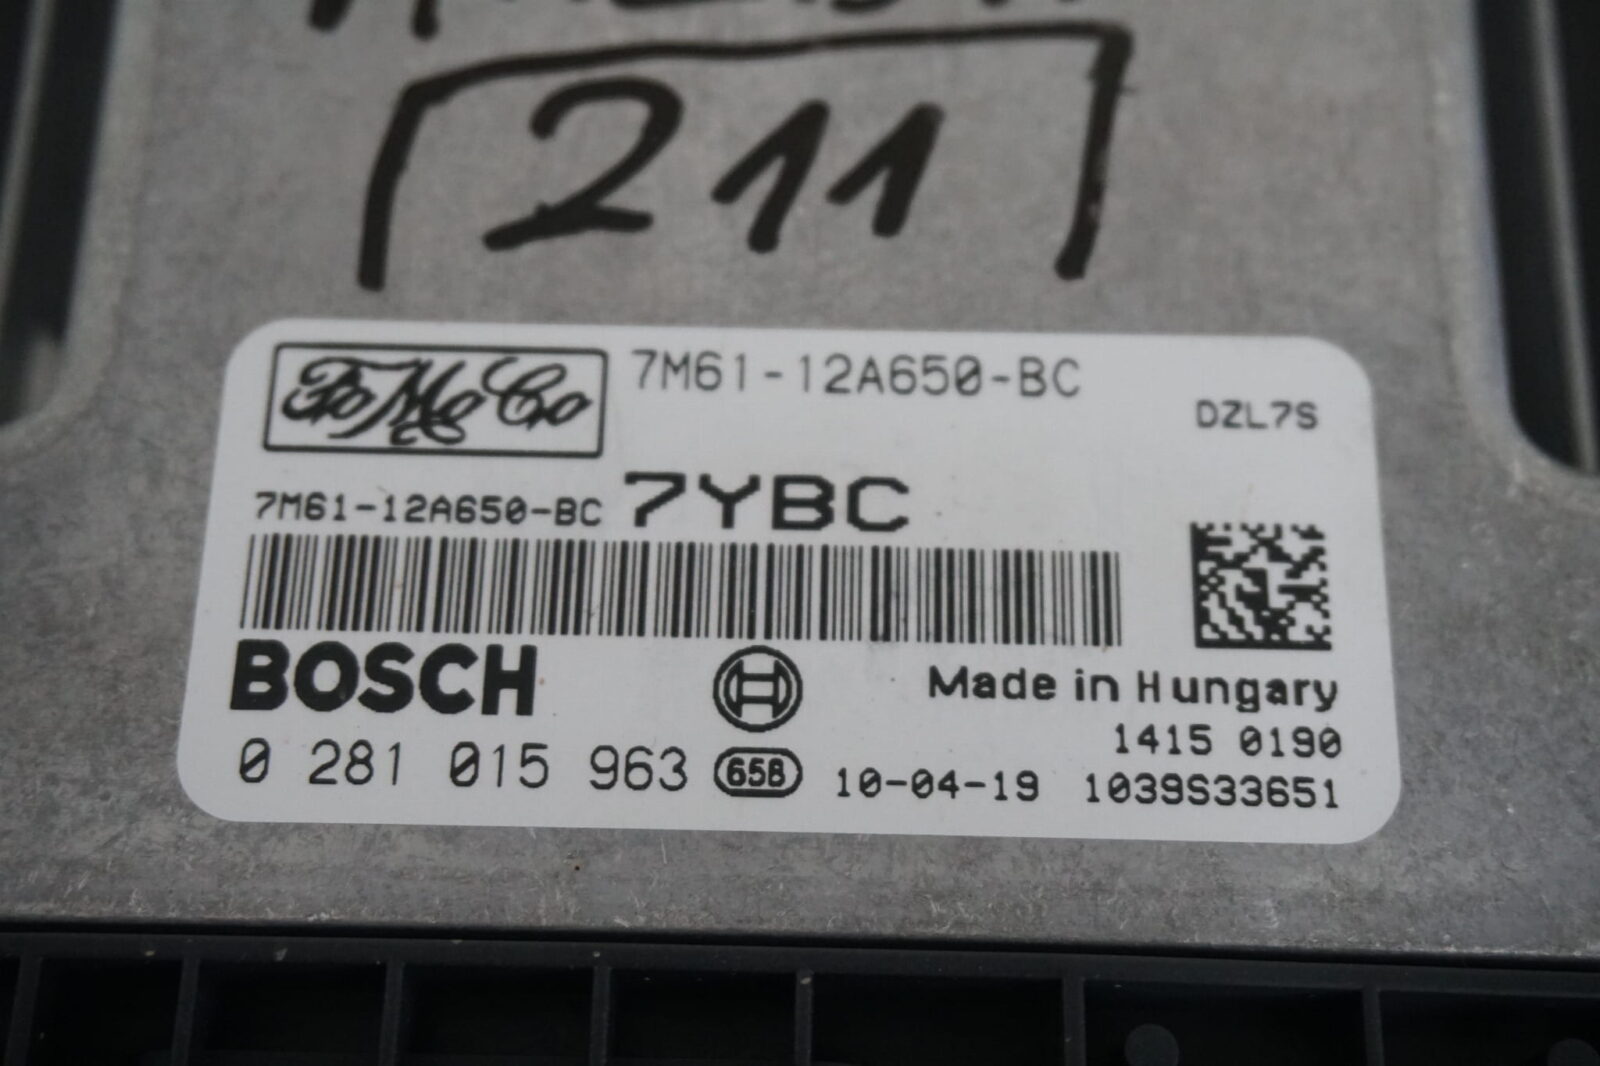 211
FoMoCo 7M61-12A650-BC
DZL7S
7M61-12A650-BC 7YBC
BOSCH
Made in Hungary
1415 0190
0 281 015 963 65B 10-04-19 1039S33651